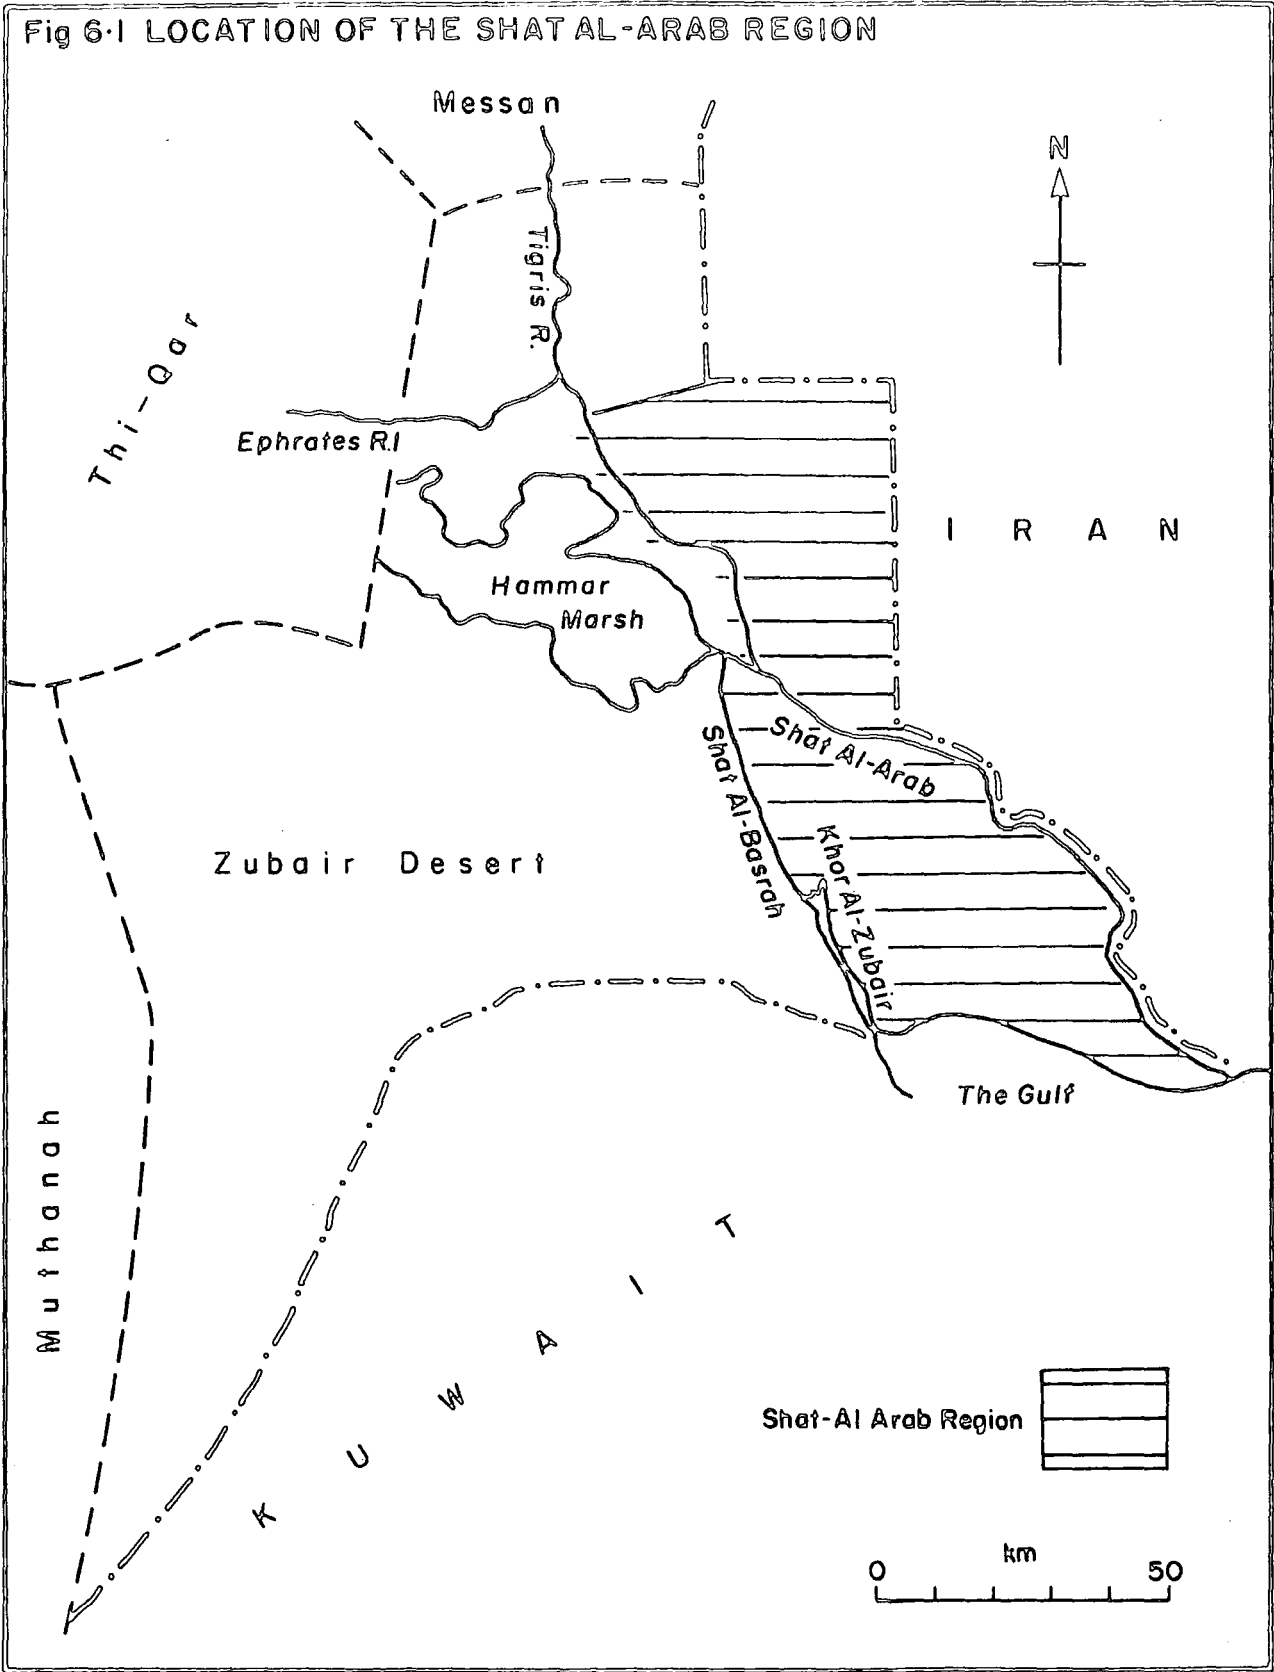 Fig 6·1 LOCATION OF THE SHAT AL-ARAB REGION
Messan
N
Tigris R.
Thi-Qar
Ephrates R.
IRAN
Hammar
Marsh
Shat Al-Arab
Shat Al-Basrah
Khor Al-Zubair
Zubair Desert
The Gulf
Muthanah
KUWAIT
Shat-Al Arab Region
km
0 50